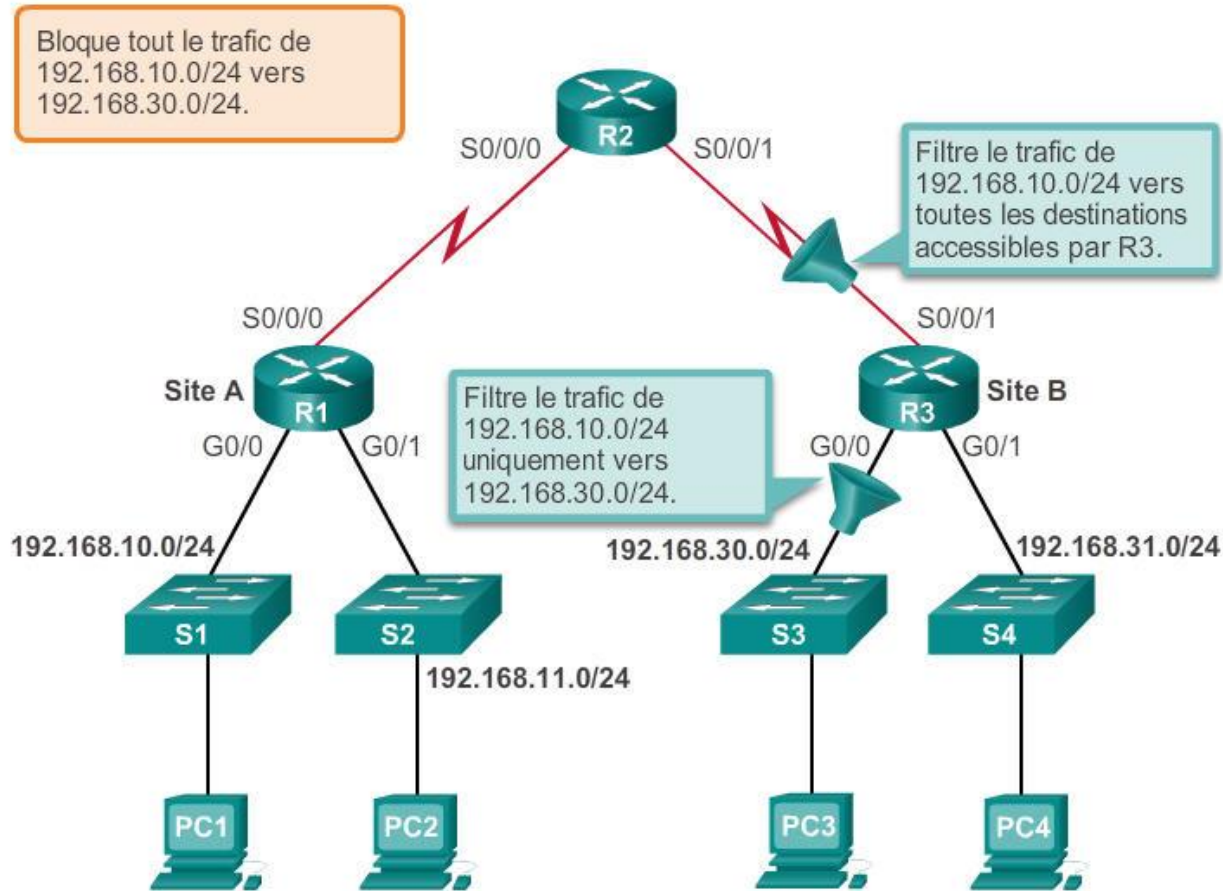 Bloque tout le trafic de
192.168.10.0/24 vers
192.168.30.0/24.
R2
S0/0/0
S0/0/1
Filtre le trafic de
192.168.10.0/24 vers
toutes les destinations
accessibles par R3.
S0/0/0
S0/0/1
Site A
R1
Filtre le trafic de
192.168.10.0/24
uniquement vers
192.168.30.0/24.
R3
Site B
G0/0
G0/1
G0/0
G0/1
192.168.10.0/24
192.168.30.0/24
192.168.31.0/24
S1
S2
S3
S4
192.168.11.0/24
PC1
PC2
PC3
PC4